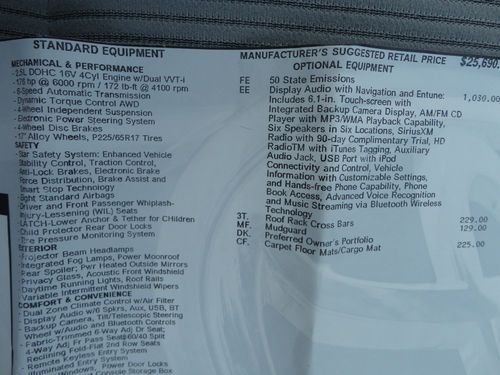 STANDARD EQUIPMENT
MECHANICAL & PERFORMANCE
2.5L DOHC 16V 4Cyl Engine w/Dual VVT-i
176 hp @ 6000 rpm / 172 lb-ft @ 4100 rpm
6-Speed Automatic Transmission
Dynamic Torque Control AWD
4-Wheel Independent Suspension
Electronic Power Steering System
4-Wheel Disc Brakes
17" Alloy Wheels, P225/65R17 Tires
SAFETY
Star Safety System: Enhanced Vehicle
Stability Control, Traction Control,
Anti-Lock Brakes, Electronic Brake
Force Distribution, Brake Assist and
Smart Stop Technology
Eight Standard Airbags
Driver and Front Passenger Whiplash-
Injury-Lessening (WIL) Seats
LATCH-Lower Anchor & Tether for CHildren
Child Protector Rear Door Locks
Tire Pressure Monitoring System
EXTERIOR
Projector Beam Headlamps
Integrated Fog Lamps, Power Moonroof
Rear Spoiler; Pwr Heated Outside Mirrors
Privacy Glass, Acoustic Front Windshield
Daytime Running Lights, Roof Rails
Variable Intermittent Windshield Wipers
COMFORT & CONVENIENCE
Dual Zone Climate Control w/Air Filter
Display Audio w/6 Spkrs, Aux, USB, BT
Backup Camera, Tilt/Telescopic Steering
Wheel w/Audio and Bluetooth Controls
Fabric-Trimmed 6-Way Adj Dr Seat;
4-Way Adj Fr Pass Seat; 60/40 Split
Reclining Fold-Flat 2nd Row Seats
Remote Keyless Entry System
Illuminated Entry System
Windows, Power Door Locks
Console Storage Box
MANUFACTURER'S SUGGESTED RETAIL PRICE $25,690.
OPTIONAL EQUIPMENT
FE 50 State Emissions
EE Display Audio with Navigation and Entune: 1,030.00
Includes 6.1-in. Touch-screen with
Integrated Backup Camera Display, AM/FM CD
Player with MP3/WMA Playback Capability,
Six Speakers in Six Locations, SiriusXM
Radio with 90-day Complimentary Trial, HD
RadioTM with iTunes Tagging, Auxiliary
Audio Jack, USB Port with iPod
Connectivity and Control, Vehicle
Information with Customizable Settings,
and Hands-free Phone Capability, Phone
Book Access, Advanced Voice Recognition
and Music Streaming via Bluetooth Wireless
Technology
3T. Roof Rack Cross Bars 229.00
MF. Mudguard 129.00
DK. Preferred Owner's Portfolio
CF. Carpet Floor Mats/Cargo Mat 225.00